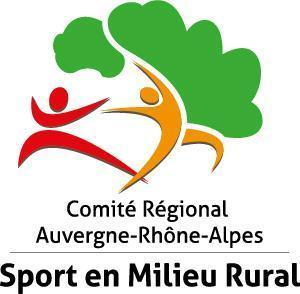 Comité Régional
Auvergne-Rhône-Alpes
Sport en Milieu Rural